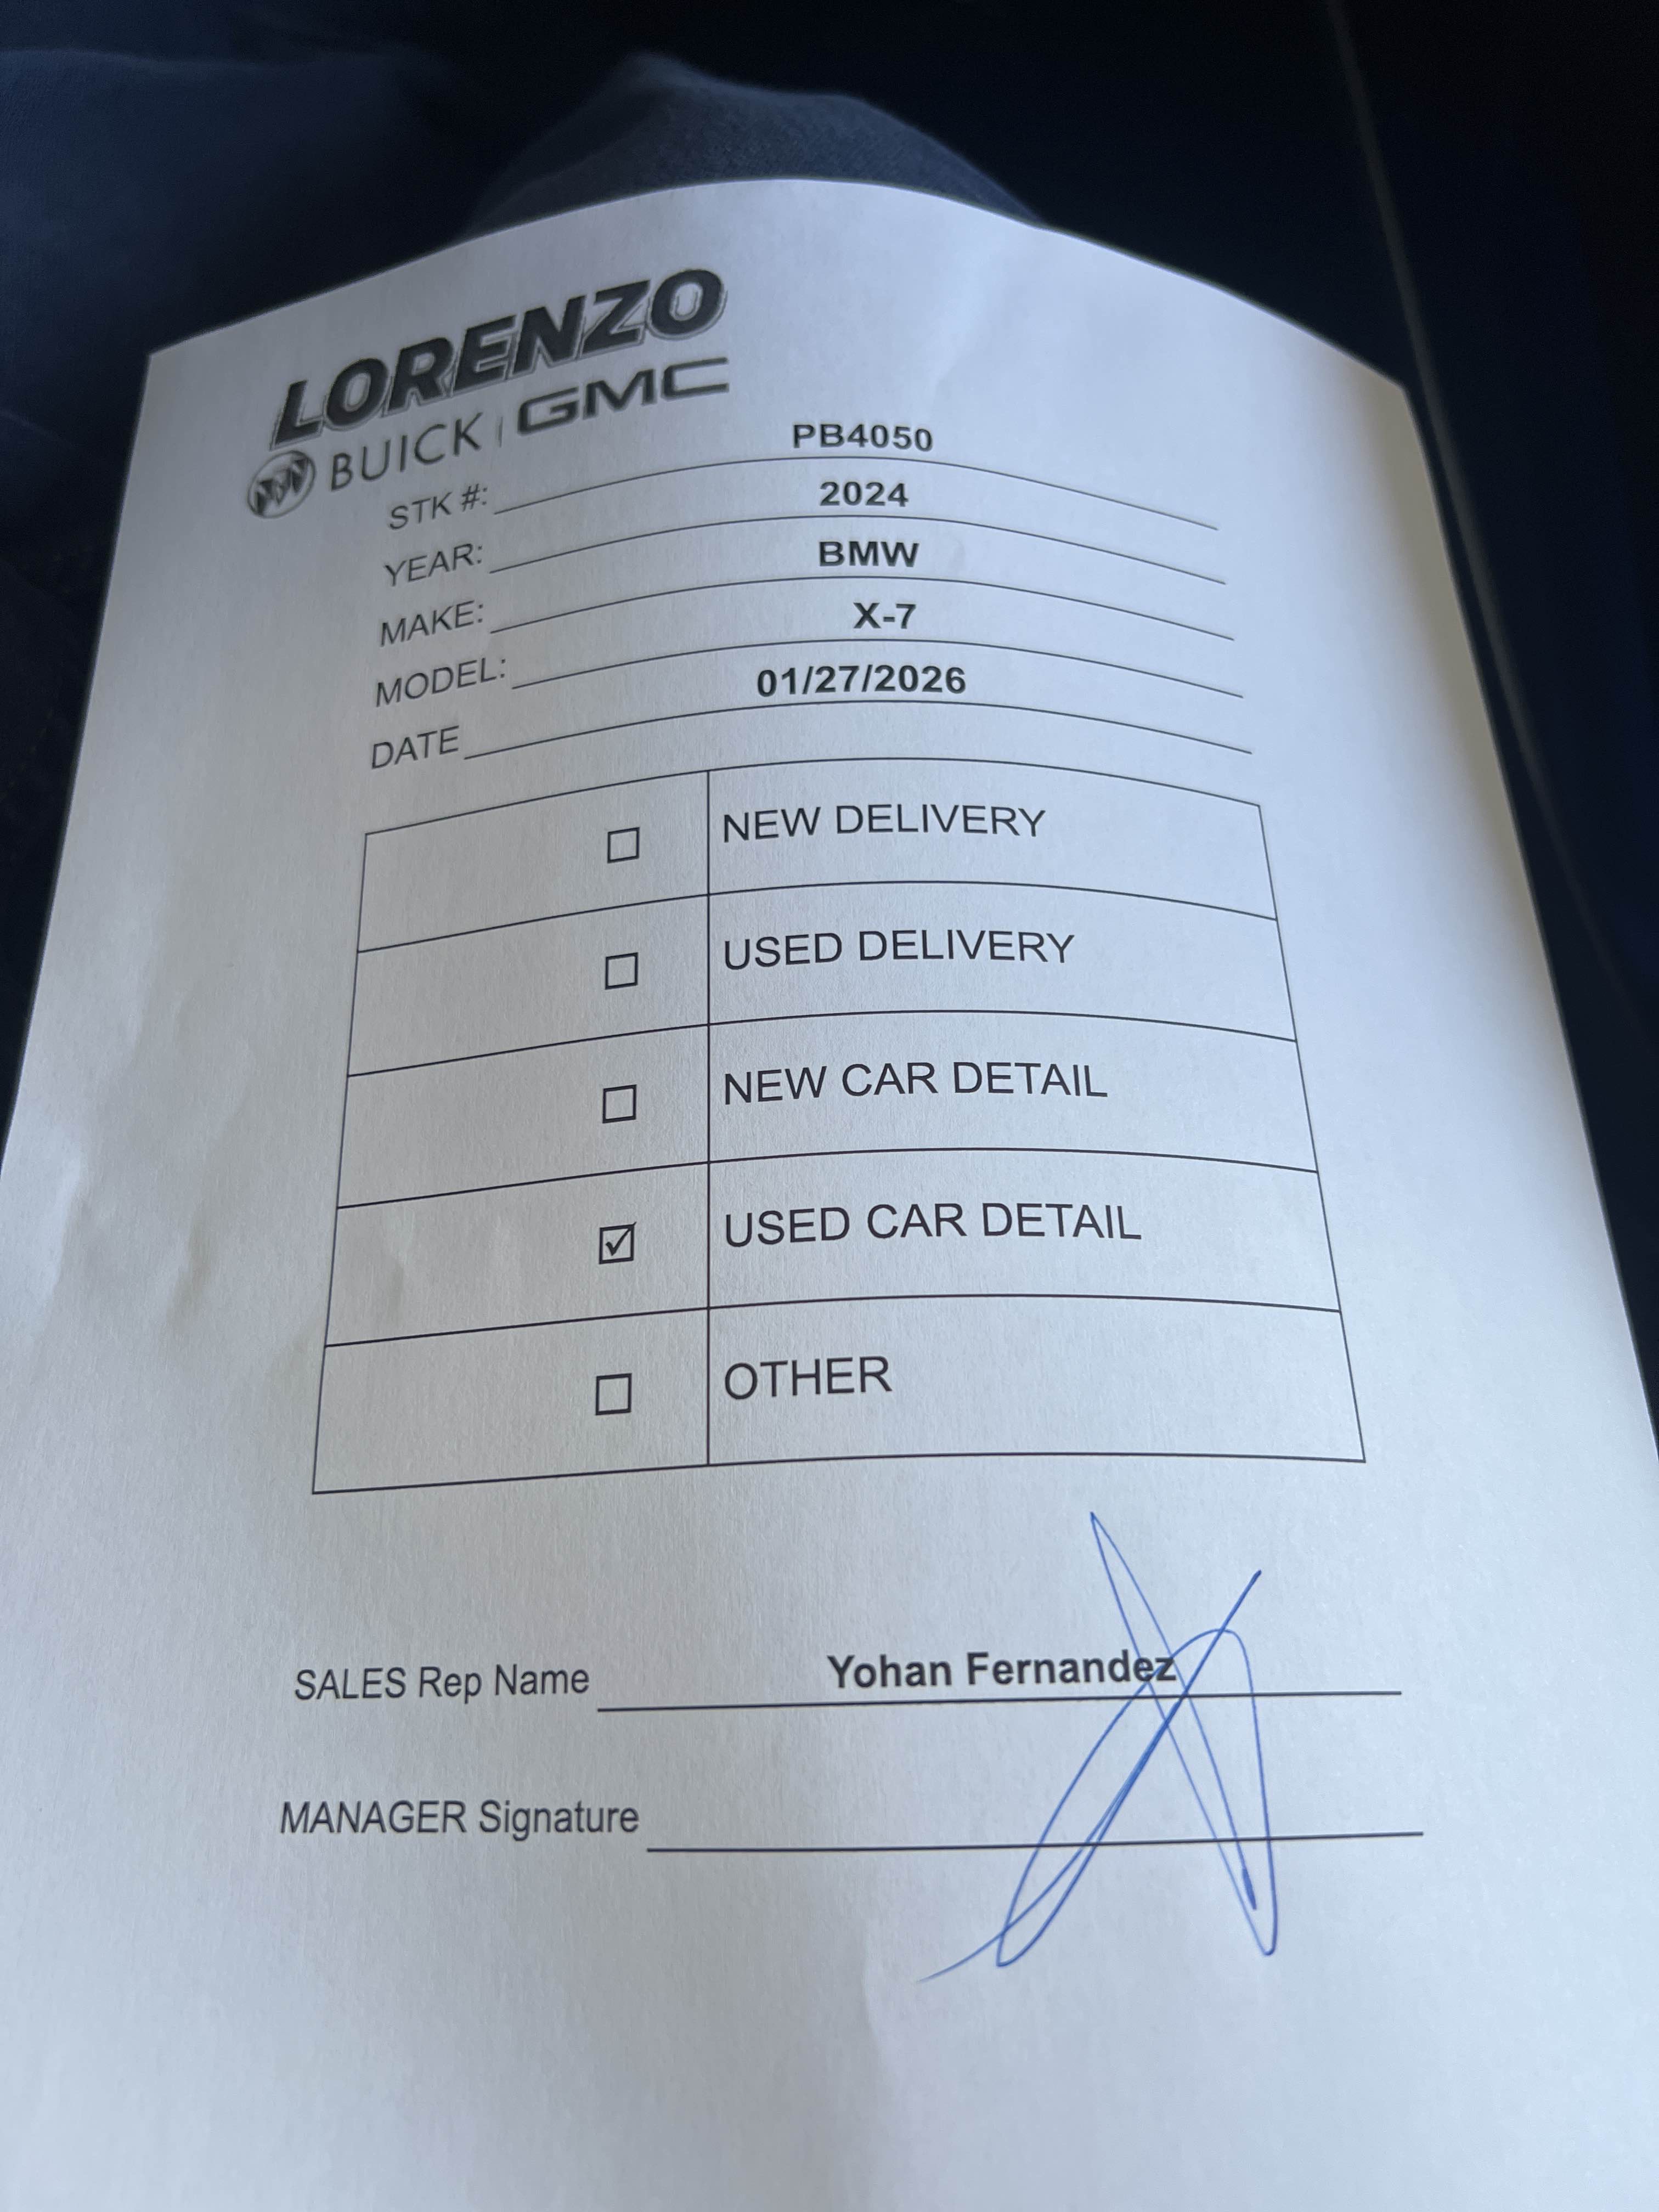 LORENZO
BUICK | GMC
STK #: PB4050
YEAR: 2024
MAKE: BMW
MODEL: X-7
DATE 01/27/2026
☐ NEW DELIVERY
☐ USED DELIVERY
☐ NEW CAR DETAIL
☑ USED CAR DETAIL
☐ OTHER
SALES Rep Name Yohan Fernandez
MANAGER Signature